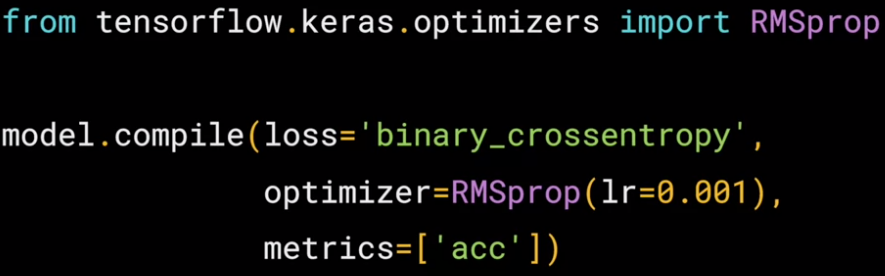 from tensorflow.keras.optimizers import RMSprop
model.compile(loss='binary_crossentropy',
optimizer=RMSprop(lr=0.001),
metrics=['acc'])